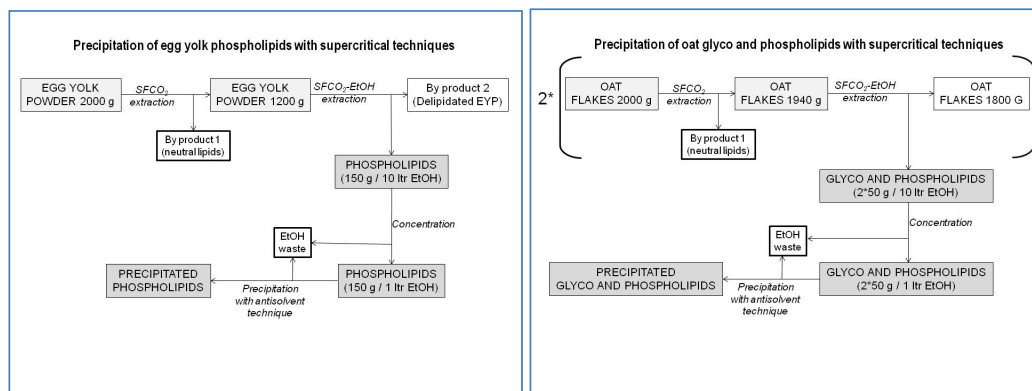 Precipitation of egg yolk phospholipids with supercritical techniques
EGG YOLK
POWDER 2000 g
SFCO₂
extraction
EGG YOLK
POWDER 1200 g
SFCO₂-EtOH
extraction
By product 2
(Delipidated EYP)
By product 1
(neutral lipids)
PHOSPHOLIPIDS
(150 g / 10 ltr EtOH)
Concentration
EtOH
waste
PRECIPITATED
PHOSPHOLIPIDS
Precipitation
with antisolvent
technique
PHOSPHOLIPIDS
(150 g / 1 ltr EtOH)
Precipitation of oat glyco and phospholipids with supercritical techniques
2*
OAT
FLAKES 2000 g
SFCO₂
extraction
OAT
FLAKES 1940 g
SFCO₂-EtOH
extraction
OAT
FLAKES 1800 G
By product 1
(neutral lipids)
GLYCO AND PHOSPHOLIPIDS
(2*50 g / 10 ltr EtOH)
Concentration
EtOH
waste
PRECIPITATED
GLYCO AND PHOSPHOLIPIDS
Precipitation
with antisolvent
technique
GLYCO AND PHOSPHOLIPIDS
(2*50 g / 1 ltr EtOH)